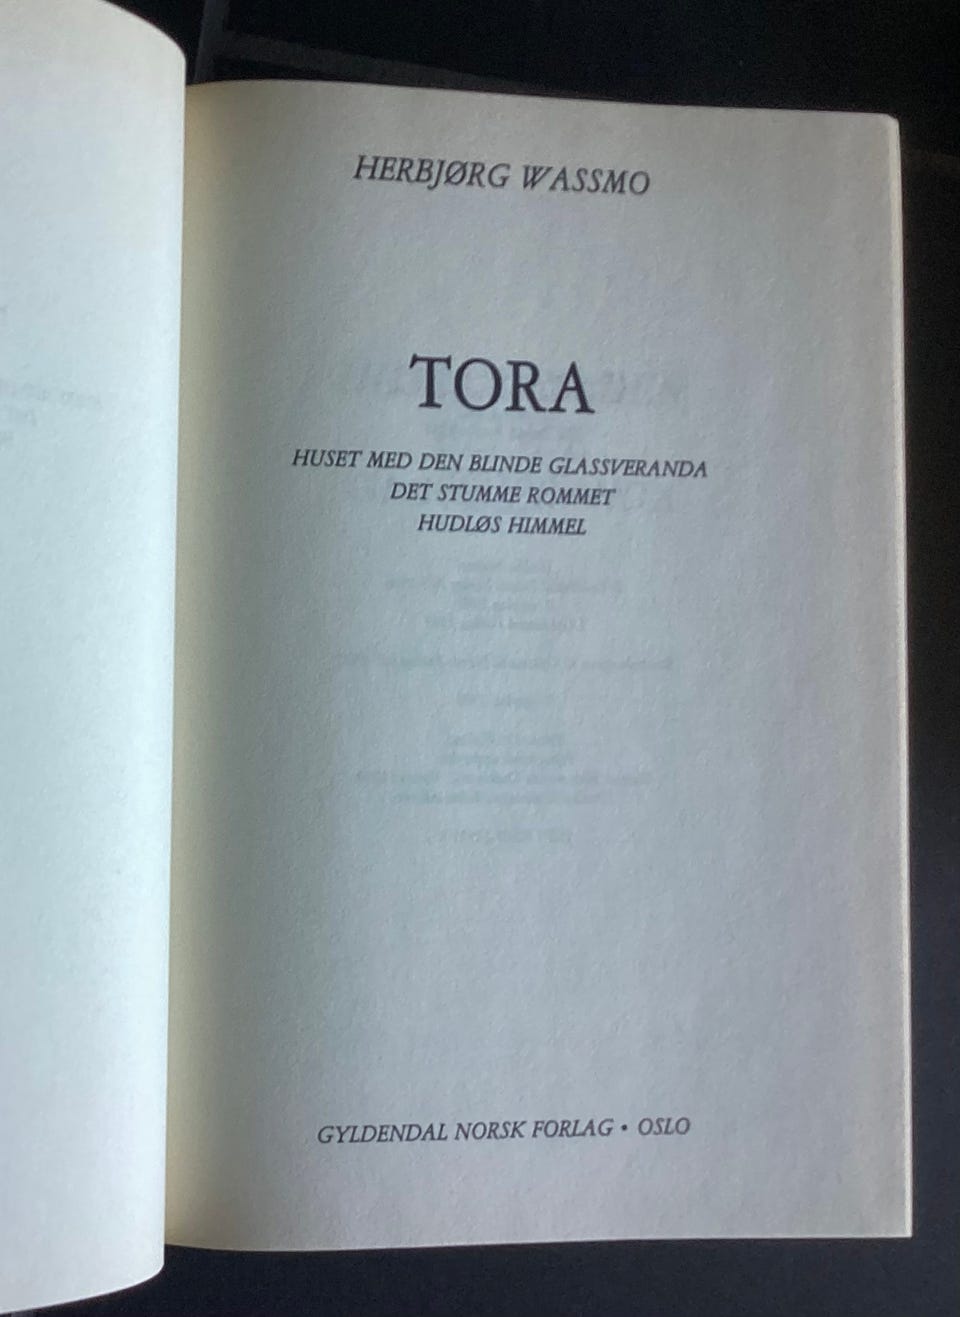 HERBJØRG WASSMO
TORA
HUSET MED DEN BLINDE GLASSVERANDA
DET STUMME ROMMET
HUDLØS HIMMEL
GYLDENDAL NORSK FORLAG • OSLO